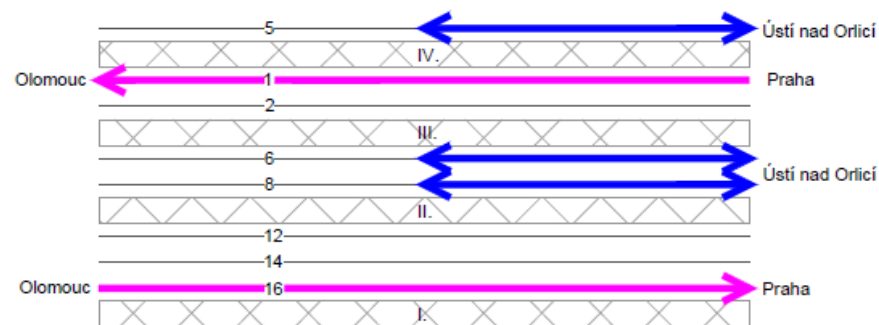 5 Ústí nad Orlicí
IV.
Olomouc 1 Praha
2
III.
6
Ústí nad Orlicí
8
II.
12
14
Olomouc 16 Praha
I.